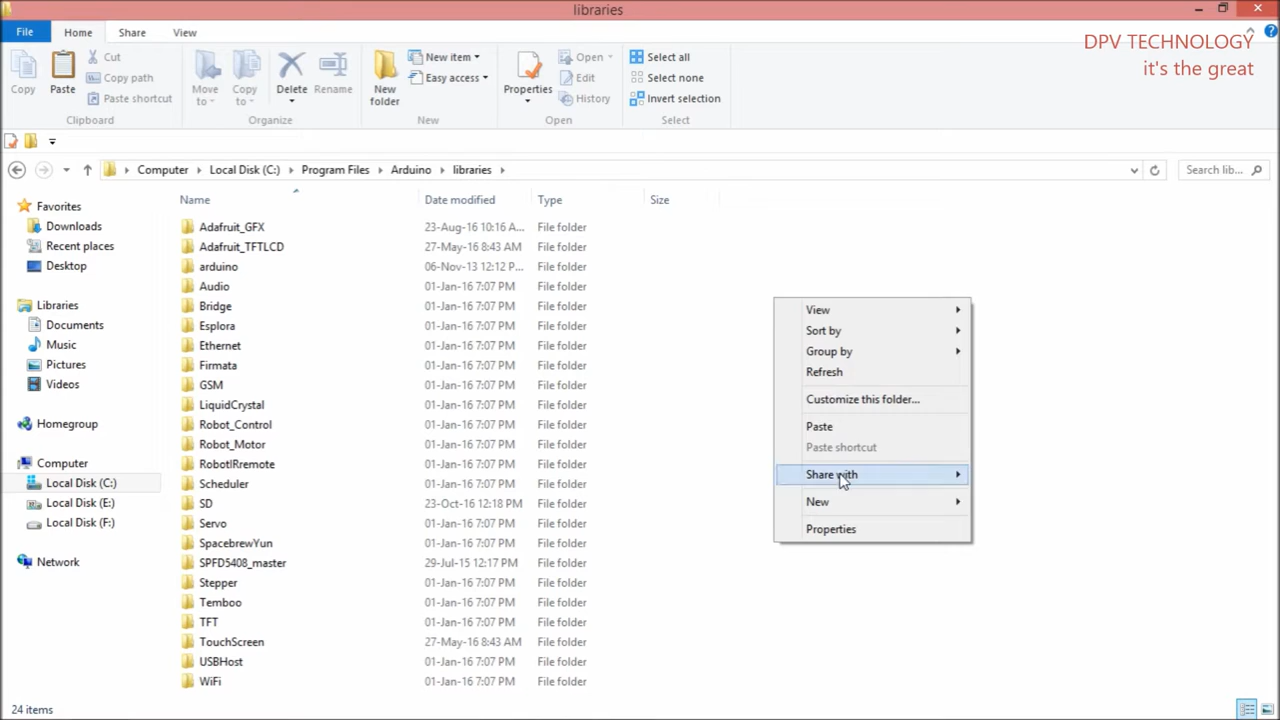 libraries
File
Home
Share
View
DPV TECHNOLOGY
it's the great
Copy
Paste
Cut
Copy path
Paste shortcut
Clipboard
Move to
Copy to
Delete
Rename
Organize
New folder
New item
Easy access
New
Properties
Open
Edit
History
Open
Select all
Select none
Invert selection
Select
Computer
Local Disk (C:)
Program Files
Arduino
libraries
Search lib...
Favorites
Downloads
Recent places
Desktop
Libraries
Documents
Music
Pictures
Videos
Homegroup
Computer
Local Disk (C:)
Local Disk (E:)
Local Disk (F:)
Network
Name Date modified Type Size
Adafruit_GFX 23-Aug-16 10:16 A... File folder
Adafruit_TFTLCD 27-May-16 8:43 AM File folder
arduino 06-Nov-13 12:12 P... File folder
Audio 01-Jan-16 7:07 PM File folder
Bridge 01-Jan-16 7:07 PM File folder
Esplora 01-Jan-16 7:07 PM File folder
Ethernet 01-Jan-16 7:07 PM File folder
Firmata 01-Jan-16 7:07 PM File folder
GSM 01-Jan-16 7:07 PM File folder
LiquidCrystal 01-Jan-16 7:07 PM File folder
Robot_Control 01-Jan-16 7:07 PM File folder
Robot_Motor 01-Jan-16 7:07 PM File folder
RobotIRremote 01-Jan-16 7:07 PM File folder
Scheduler 01-Jan-16 7:07 PM File folder
SD 23-Oct-16 12:18 PM File folder
Servo 01-Jan-16 7:07 PM File folder
SpacebrewYun 01-Jan-16 7:07 PM File folder
SPFD5408_master 29-Jul-15 12:17 PM File folder
Stepper 01-Jan-16 7:07 PM File folder
Temboo 01-Jan-16 7:07 PM File folder
TFT 01-Jan-16 7:07 PM File folder
TouchScreen 27-May-16 8:43 AM File folder
USBHost 01-Jan-16 7:07 PM File folder
WiFi 01-Jan-16 7:07 PM File folder
View
Sort by
Group by
Refresh
Customize this folder...
Paste
Paste shortcut
Share with
New
Properties
24 items